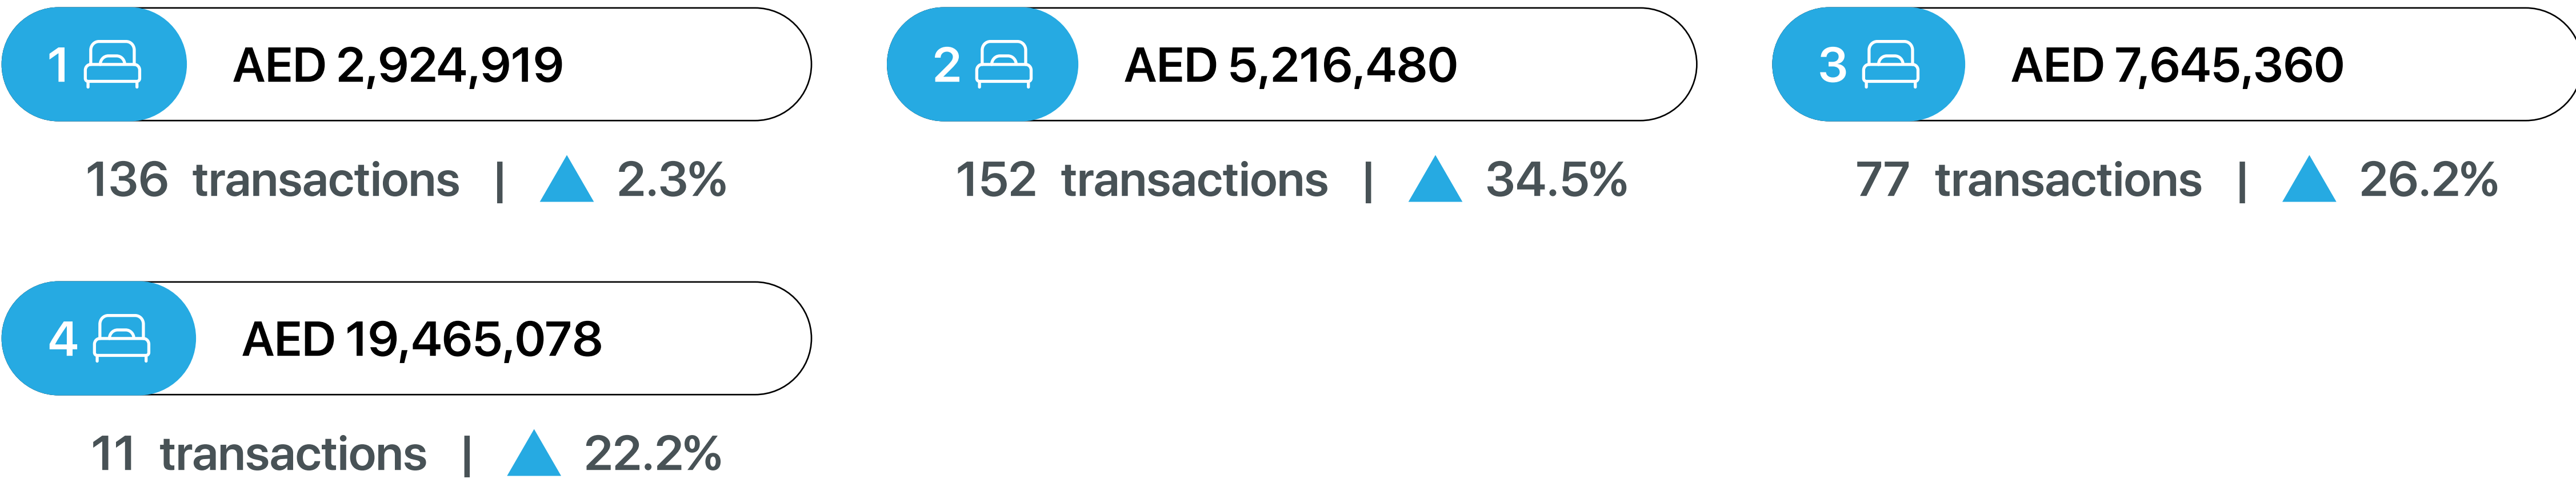 1 AED 2,924,919
136 transactions | ▲ 2.3%
2 AED 5,216,480
152 transactions | ▲ 34.5%
3 AED 7,645,360
77 transactions | ▲ 26.2%
4 AED 19,465,078
11 transactions | ▲ 22.2%